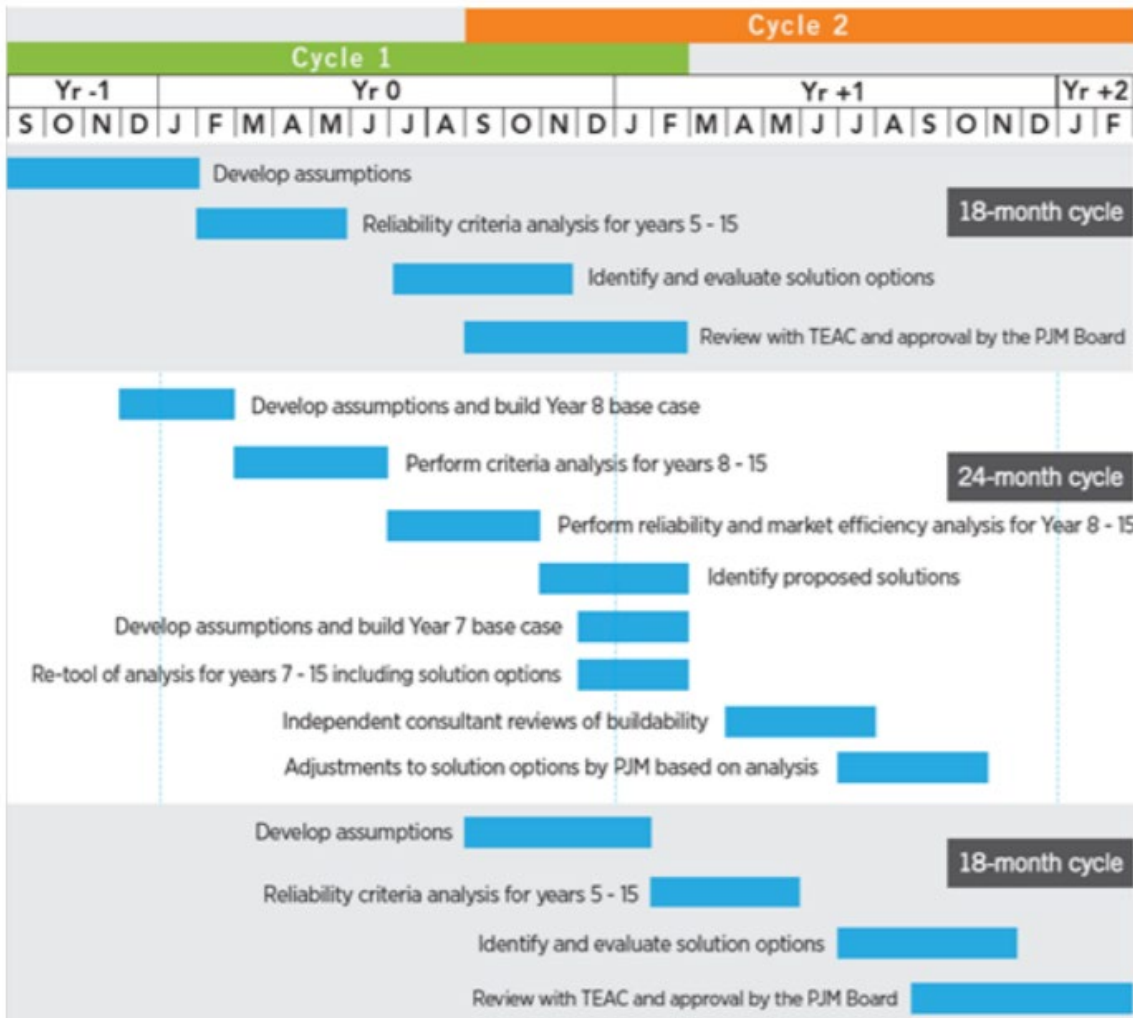 Cycle 2
Cycle 1
Yr -1 Yr 0 Yr +1 Yr +2
S O N D J F M A M J J A S O N D J F M A M J J A S O N D J F
Develop assumptions
18-month cycle
Reliability criteria analysis for years 5 - 15
Identify and evaluate solution options
Review with TEAC and approval by the PJM Board
Develop assumptions and build Year 8 base case
Perform criteria analysis for years 8 - 15
24-month cycle
Perform reliability and market efficiency analysis for Year 8 - 15
Identify proposed solutions
Develop assumptions and build Year 7 base case
Re-tool of analysis for years 7 - 15 including solution options
Independent consultant reviews of buildability
Adjustments to solution options by PJM based on analysis
Develop assumptions
18-month cycle
Reliability criteria analysis for years 5 - 15
Identify and evaluate solution options
Review with TEAC and approval by the PJM Board